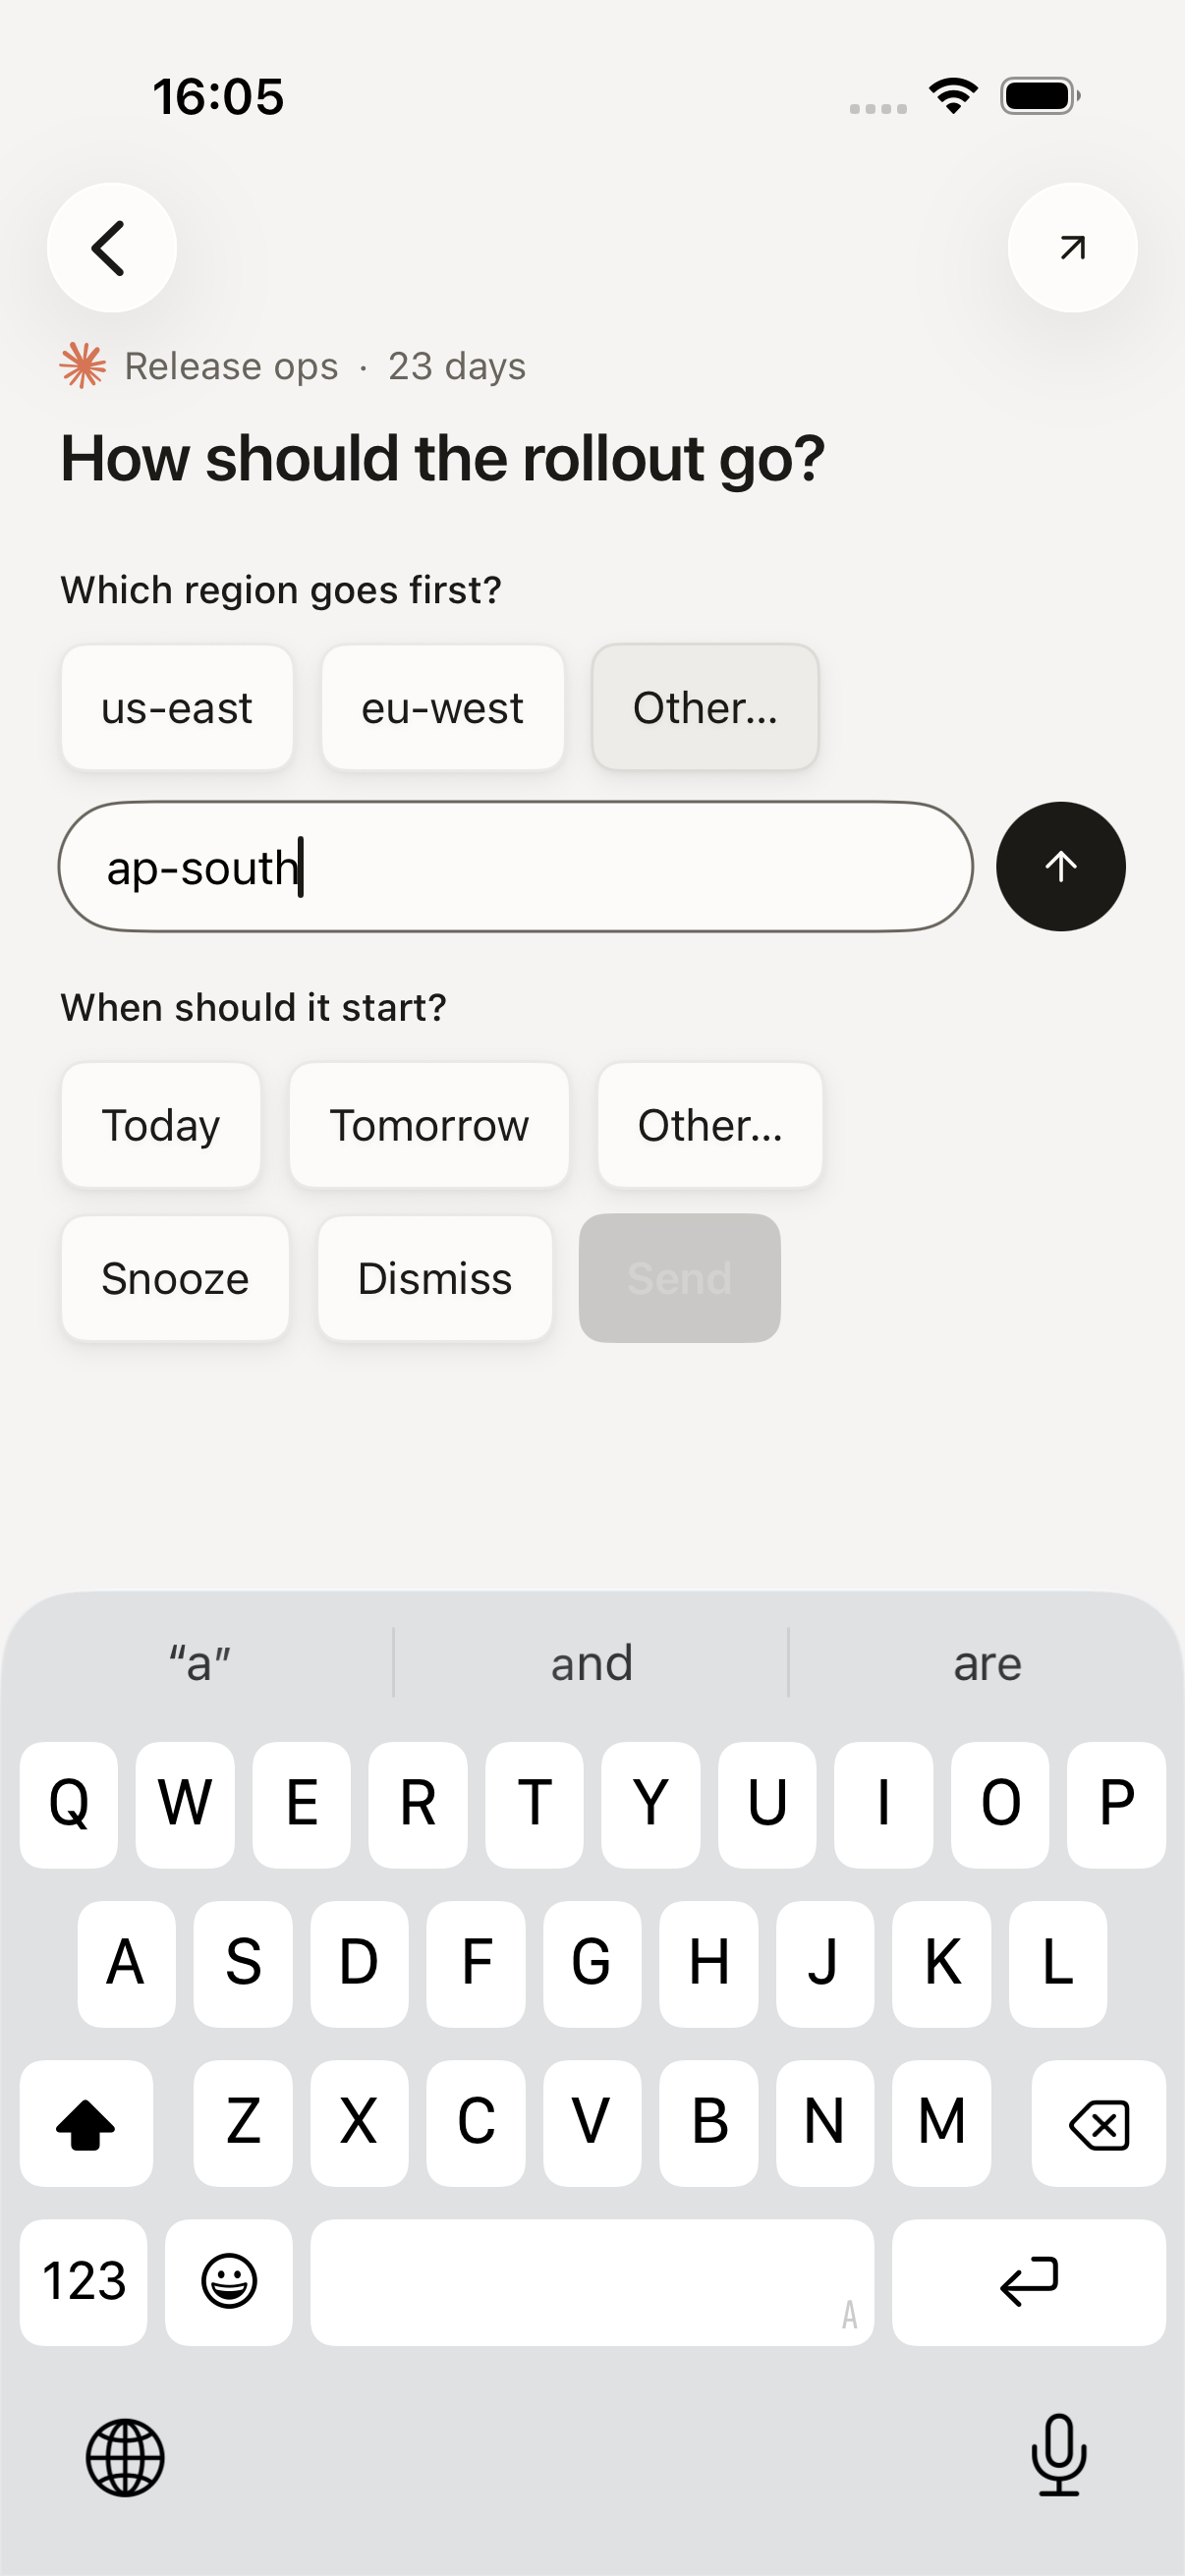 16:05
Release ops · 23 days
How should the rollout go?
Which region goes first?
us-east eu-west Other...
ap-south
When should it start?
Today Tomorrow Other...
Snooze Dismiss Send
“a” and are
Q W E R T Y U I O P
A S D F G H J K L
Z X C V B N M
123
A